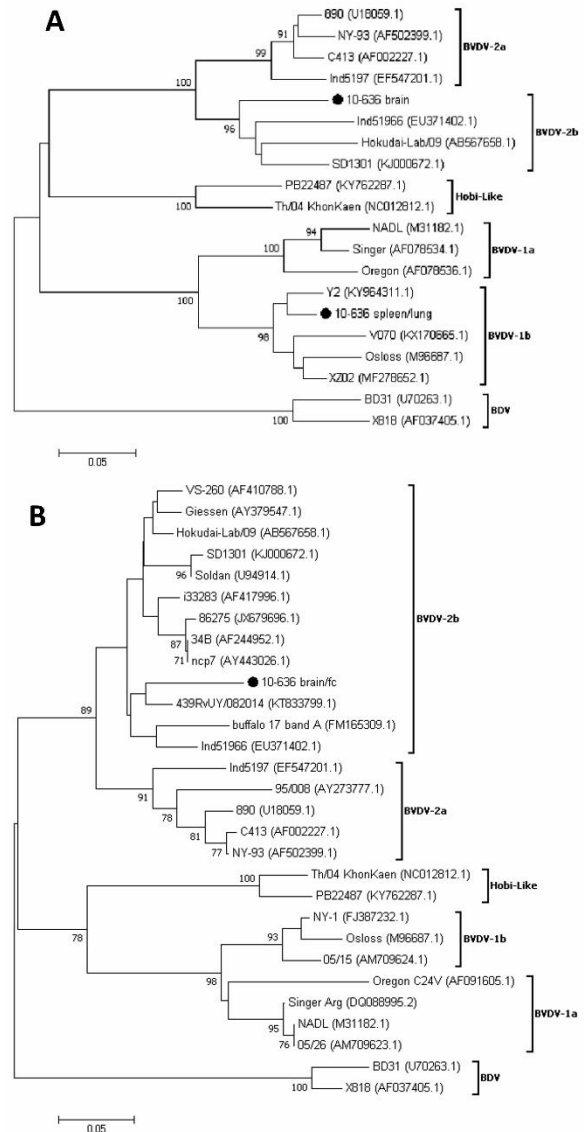 A
890 (U18059.1)
91
NY-93 (AF502399.1)
BVDV-2a
99
C413 (AF002227.1)
100
Ind5197 (EF547201.1)
10-636 brain
96
Ind51966 (EU371402.1)
BVDV-2b
Hokudai-Lab/09 (AB567658.1)
SD1301 (KJ000672.1)
PB22487 (KY762287.1)
Hobi-Like
100
Th/04 KhonKaen (NC012812.1)
94
NADL (M31182.1)
100
Singer (AF078534.1)
BVDV-1a
Oregon (AF078536.1)
100
Y2 (KY964311.1)
10-636 spleen/lung
98
V070 (KX170665.1)
BVDV-1b
Osloss (M96687.1)
XZ02 (MF278652.1)
BD31 (U70263.1)
BDV
100
X818 (AF037405.1)
0.05
B
VS-260 (AF410788.1)
Giessen (AY379547.1)
Hokudai-Lab/09 (AB567658.1)
SD1301 (KJ000672.1)
96
Soldan (U94914.1)
i33283 (AF417996.1)
86275 (JX679696.1)
BVDV-2b
87
34B (AF244952.1)
71
ncp7 (AY443026.1)
10-636 brain/fc
439RvUY/082014 (KT833799.1)
89
buffalo 17 band A (FM165309.1)
Ind51966 (EU371402.1)
Ind5197 (EF547201.1)
91
95/008 (AY273777.1)
78
890 (U18059.1)
BVDV-2a
81
C413 (AF002227.1)
77
NY-93 (AF502399.1)
100
Th/04 KhonKaen (NC012812.1)
Hobi-Like
PB22487 (KY762287.1)
78
NY-1 (FJ387232.1)
93
Osloss (M96687.1)
BVDV-1b
05/15 (AM709624.1)
98
Oregon C24V (AF091605.1)
Singer Arg (DQ088995.2)
BVDV-1a
95
NADL (M31182.1)
76
05/26 (AM709623.1)
BD31 (U70263.1)
BDV
100
X818 (AF037405.1)
0.05